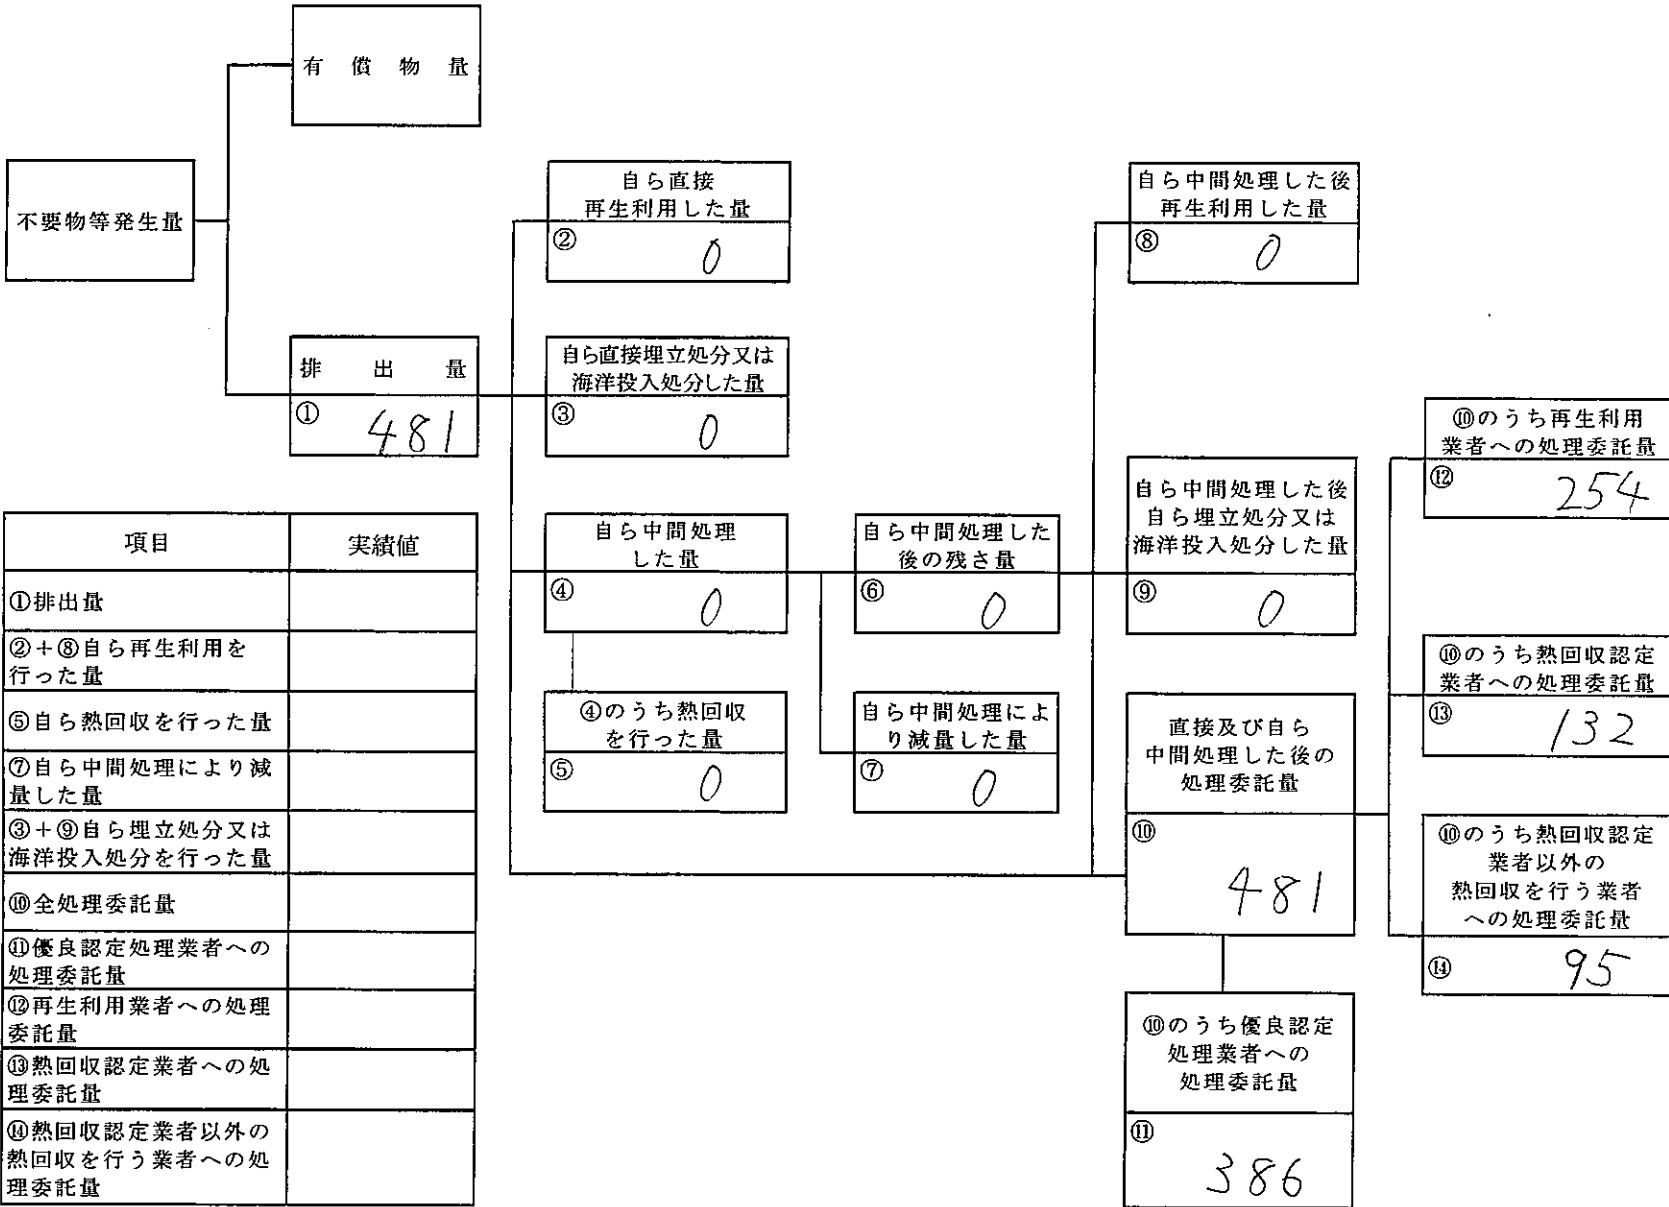 有償物量
不要物等発生量
排出量
① 481
自ら直接
再生利用した量
② 0
自ら直接埋立処分又は
海洋投入処分した量
③ 0
自ら中間処理
した量
④ 0
④のうち熱回収
を行った量
⑤ 0
自ら中間処理した
後の残さ量
⑥ 0
自ら中間処理によ
り減量した量
⑦ 0
自ら中間処理した後
再生利用した量
⑧ 0
自ら中間処理した後
自ら埋立処分又は
海洋投入処分した量
⑨ 0
直接及び自ら
中間処理した後の
処理委託量
⑩ 481
⑩のうち優良認定
処理業者への
処理委託量
⑪ 386
⑩のうち再生利用
業者への処理委託量
⑫ 254
⑩のうち熱回収認定
業者への処理委託量
⑬ 132
⑩のうち熱回収認定
業者以外の
熱回収を行う業者
への処理委託量
⑭ 95
項目 実績値
①排出量
②+⑧自ら再生利用を
行った量
⑤自ら熱回収を行った量
⑦自ら中間処理により減
量した量
③+⑨自ら埋立処分又は
海洋投入処分を行った量
⑩全処理委託量
⑪優良認定処理業者への
処理委託量
⑫再生利用業者への処理
委託量
⑬熱回収認定業者への処
理委託量
⑭熱回収認定業者以外の
熱回収を行う業者への処
理委託量